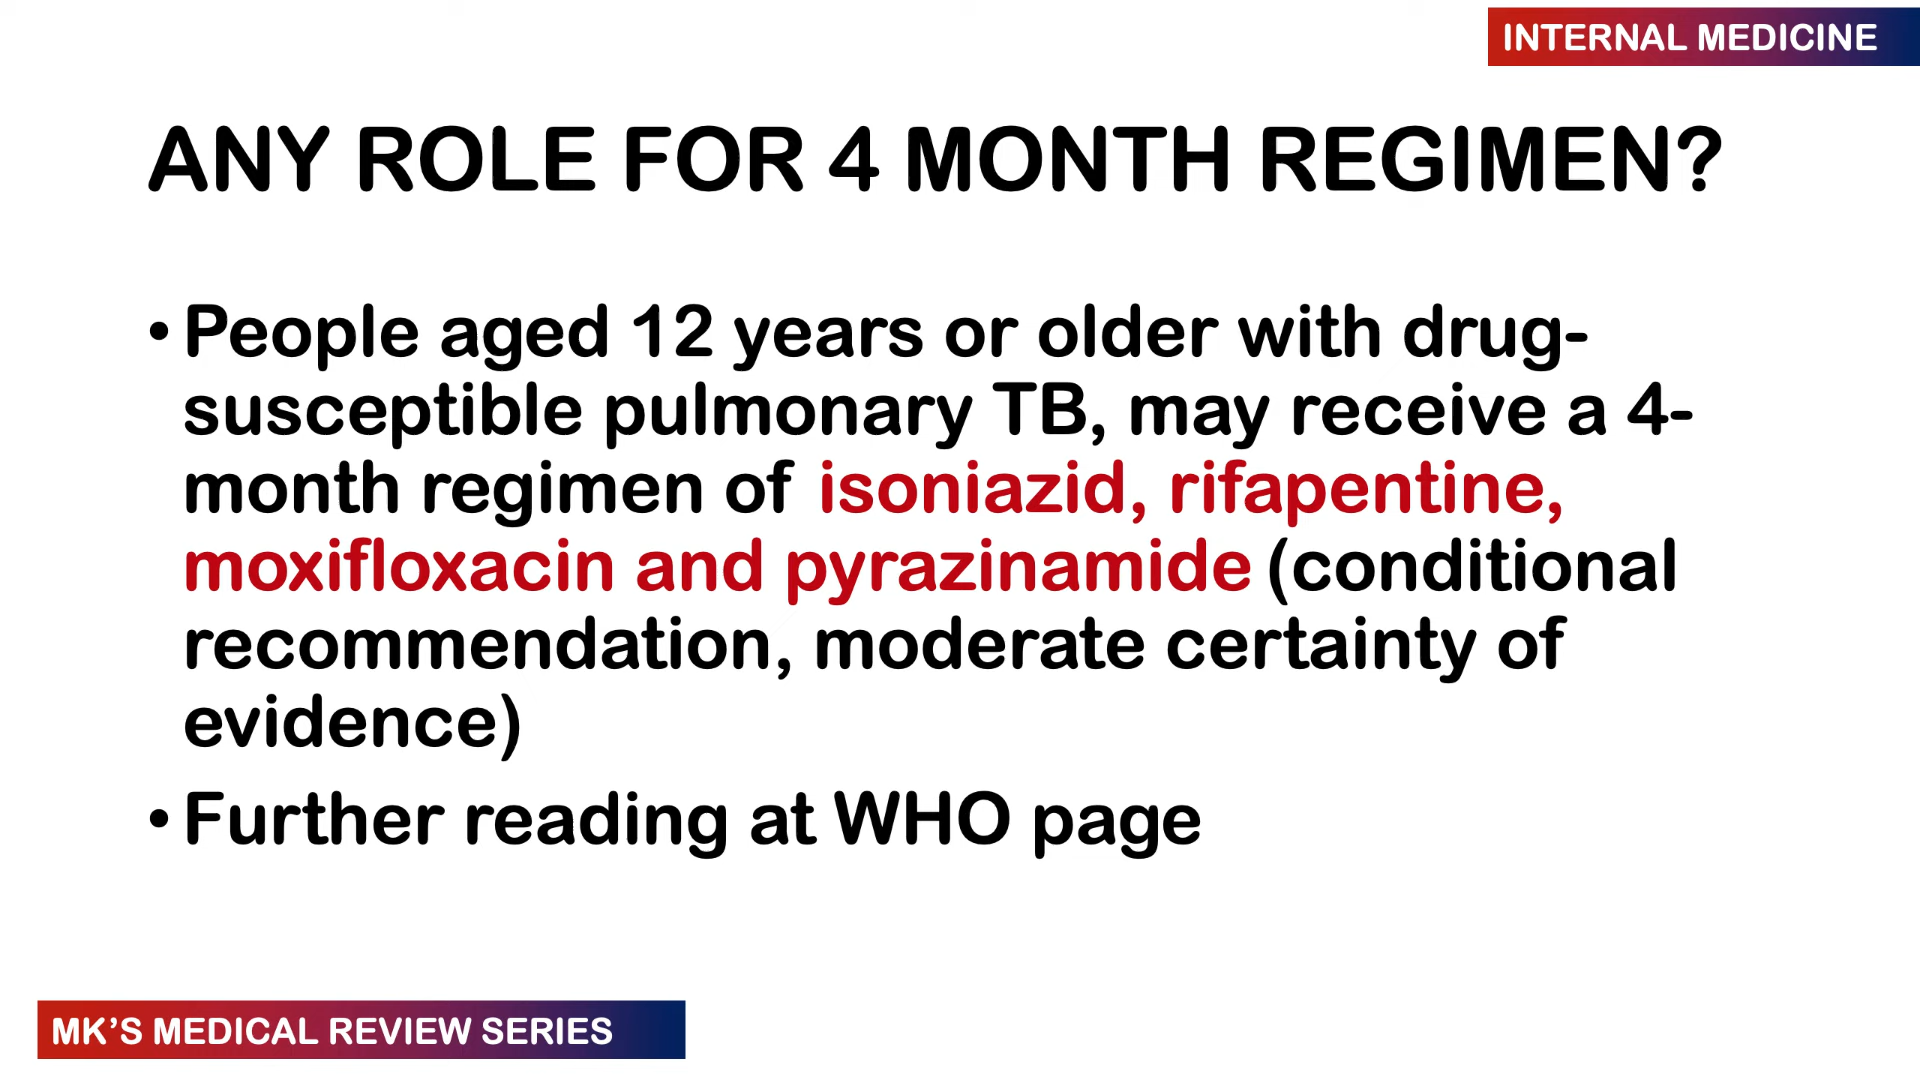 INTERNAL MEDICINE
ANY ROLE FOR 4 MONTH REGIMEN?
• People aged 12 years or older with drug-
susceptible pulmonary TB, may receive a 4-
month regimen of isoniazid, rifapentine,
moxifloxacin and pyrazinamide (conditional
recommendation, moderate certainty of
evidence)
• Further reading at WHO page
MK’S MEDICAL REVIEW SERIES